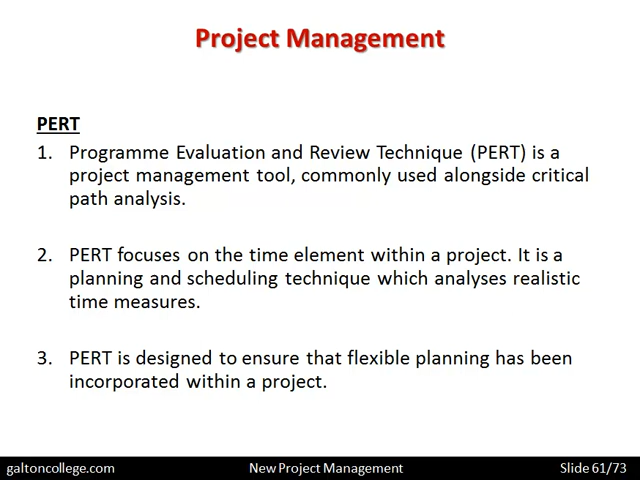 Project Management
PERT
1. Programme Evaluation and Review Technique (PERT) is a
project management tool, commonly used alongside critical
path analysis.
2. PERT focuses on the time element within a project. It is a
planning and scheduling technique which analyses realistic
time measures.
3. PERT is designed to ensure that flexible planning has been
incorporated within a project.
galtoncollege.com New Project Management Slide 61/73